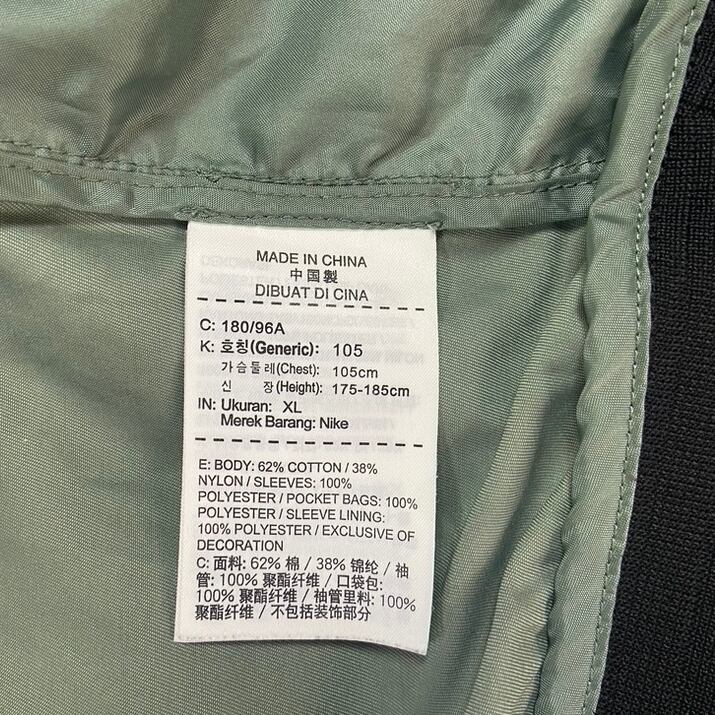 MADE IN CHINA
中国製
DIBUAT DI CINA
C: 180/96A
K: 호칭(Generic): 105
가슴둘레(Chest): 105cm
신 장(Height): 175-185cm
IN: Ukuran: XL
Merek Barang: Nike
E: BODY: 62% COTTON / 38%
NYLON / SLEEVES: 100%
POLYESTER / POCKET BAGS: 100%
POLYESTER / SLEEVE LINING:
100% POLYESTER / EXCLUSIVE OF
DECORATION
C: 面料: 62% 棉 / 38% 锦纶 / 袖
管: 100% 聚酯纤维 / 口袋包:
100% 聚酯纤维 / 袖管里料: 100%
聚酯纤维 / 不包括装饰部分